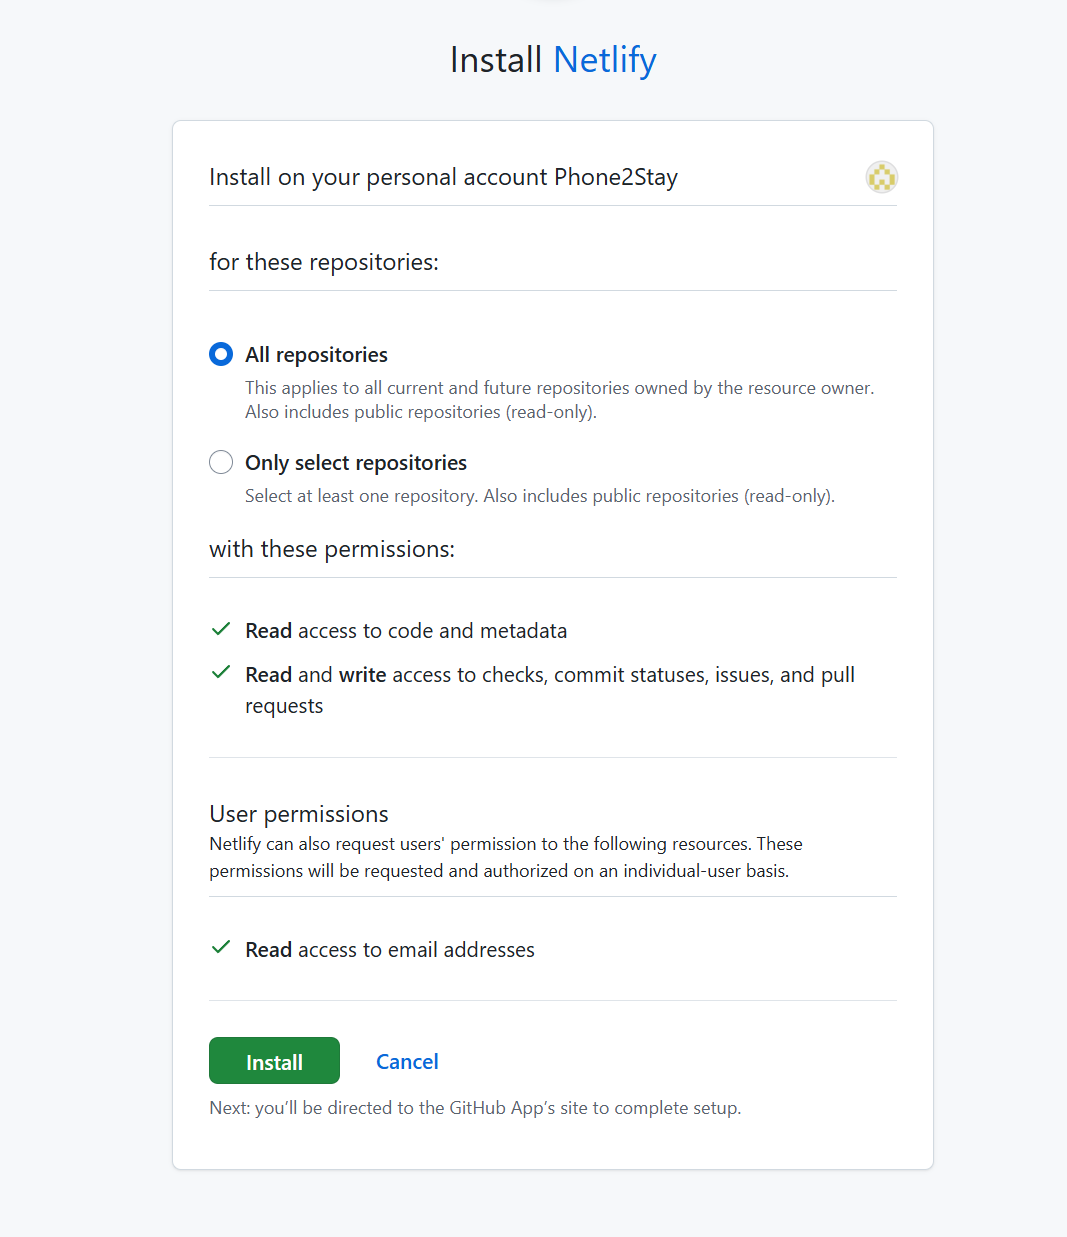 Install Netlify
Install on your personal account Phone2Stay
for these repositories:
All repositories
This applies to all current and future repositories owned by the resource owner.
Also includes public repositories (read-only).
Only select repositories
Select at least one repository. Also includes public repositories (read-only).
with these permissions:
Read access to code and metadata
Read and write access to checks, commit statuses, issues, and pull
requests
User permissions
Netlify can also request users' permission to the following resources. These
permissions will be requested and authorized on an individual-user basis.
Read access to email addresses
Install Cancel
Next: you’ll be directed to the GitHub App’s site to complete setup.